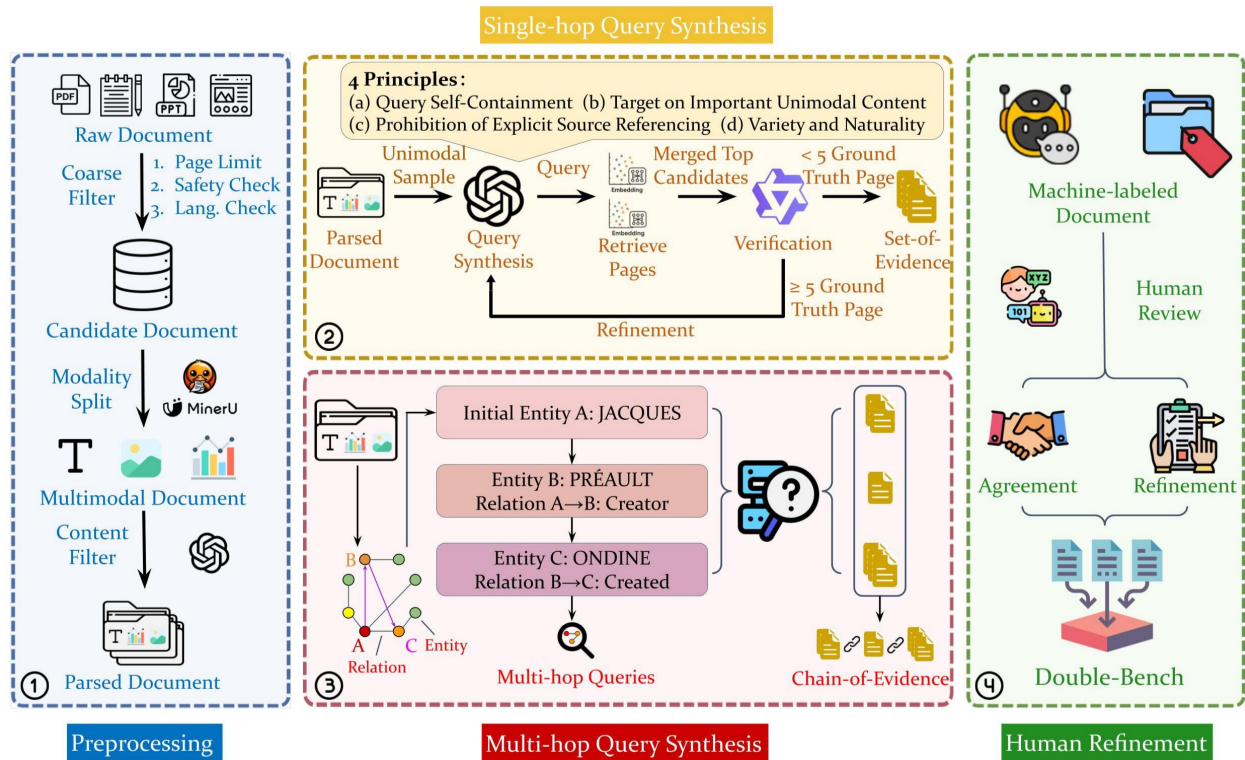 Single-hop Query Synthesis
PDF
PPT
Raw Document
Coarse
Filter
1. Page Limit
2. Safety Check
3. Lang. Check
Candidate Document
Modality
Split
MinerU
T
Multimodal Document
Content
Filter
T
Parsed Document
①
Preprocessing
4 Principles:
(a) Query Self-Containment (b) Target on Important Unimodal Content
(c) Prohibition of Explicit Source Referencing (d) Variety and Naturality
Unimodal
Sample
Query
Merged Top
Candidates
< 5 Ground
Truth Page
T
Embedding
Embedding
Parsed
Document
Query
Synthesis
Retrieve
Pages
Verification
Set-of-
Evidence
≥ 5 Ground
Truth Page
Refinement
②
T
Initial Entity A: JACQUES
Entity B: PRÉAULT
Relation A→B: Creator
Entity C: ONDINE
Relation B→C: Created
?
B
A
C
Entity
Relation
Multi-hop Queries
Chain-of-Evidence
③
Multi-hop Query Synthesis
Machine-labeled
Document
XYZ
101
Human
Review
Agreement
Refinement
Double-Bench
④
Human Refinement